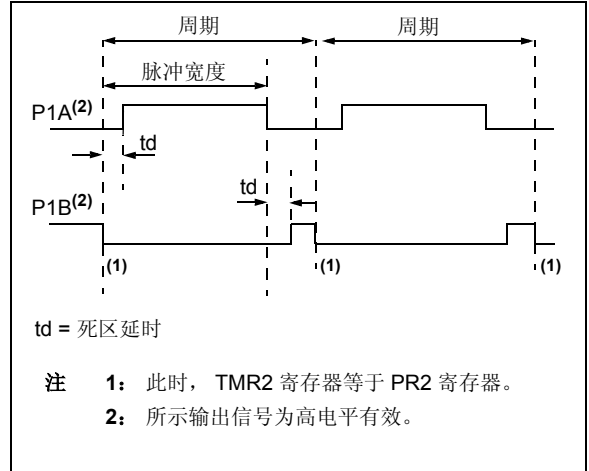 周期 周期
脉冲宽度
P1A(2)
td
td
P1B(2)
(1) (1) (1)
td = 死区延时
注 1： 此时， TMR2 寄存器等于 PR2 寄存器。
2： 所示输出信号为高电平有效。